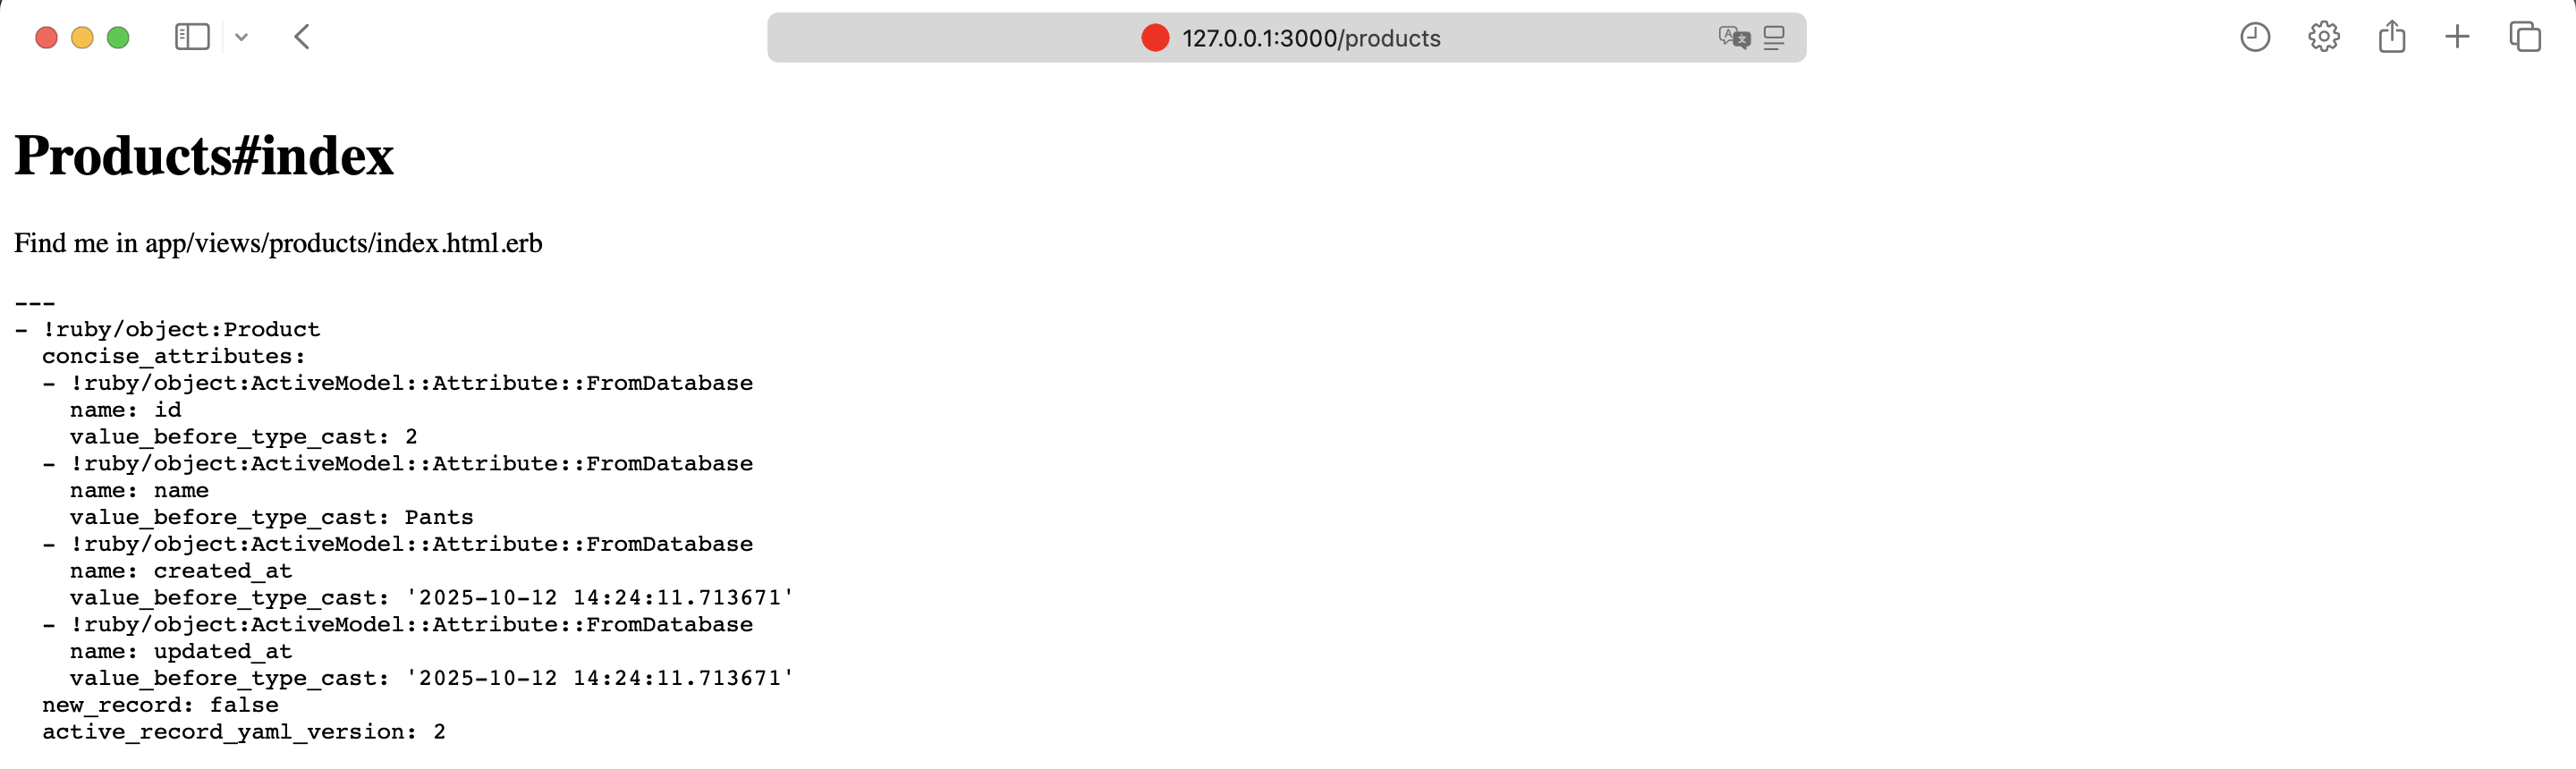 127.0.0.1:3000/products
Products#index
Find me in app/views/products/index.html.erb
---
- !ruby/object:Product
  concise_attributes:
  - !ruby/object:ActiveModel::Attribute::FromDatabase
    name: id
    value_before_type_cast: 2
  - !ruby/object:ActiveModel::Attribute::FromDatabase
    name: name
    value_before_type_cast: Pants
  - !ruby/object:ActiveModel::Attribute::FromDatabase
    name: created_at
    value_before_type_cast: '2025-10-12 14:24:11.713671'
  - !ruby/object:ActiveModel::Attribute::FromDatabase
    name: updated_at
    value_before_type_cast: '2025-10-12 14:24:11.713671'
  new_record: false
  active_record_yaml_version: 2